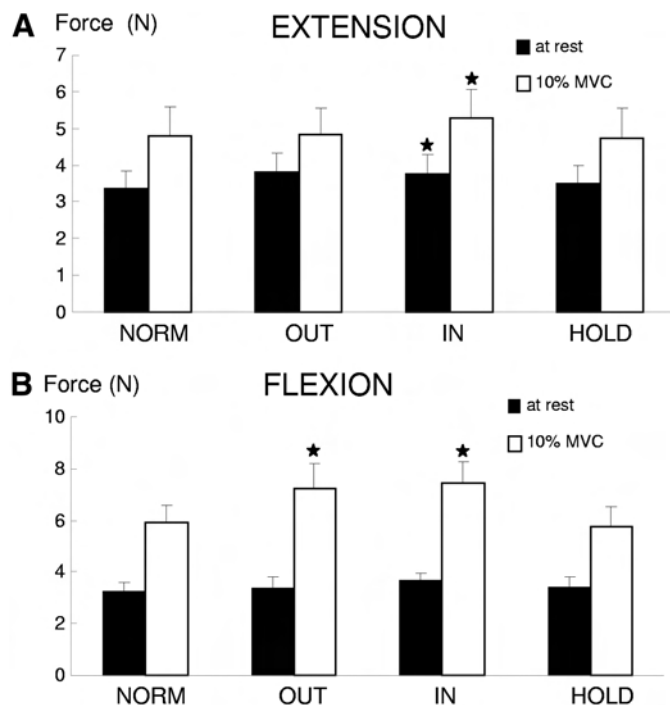 A Force (N) EXTENSION
at rest
10% MVC
7
6
5
4
3
2
1
0
NORM OUT IN HOLD
B Force (N) FLEXION
at rest
10% MVC
10
8
6
4
2
0
NORM OUT IN HOLD